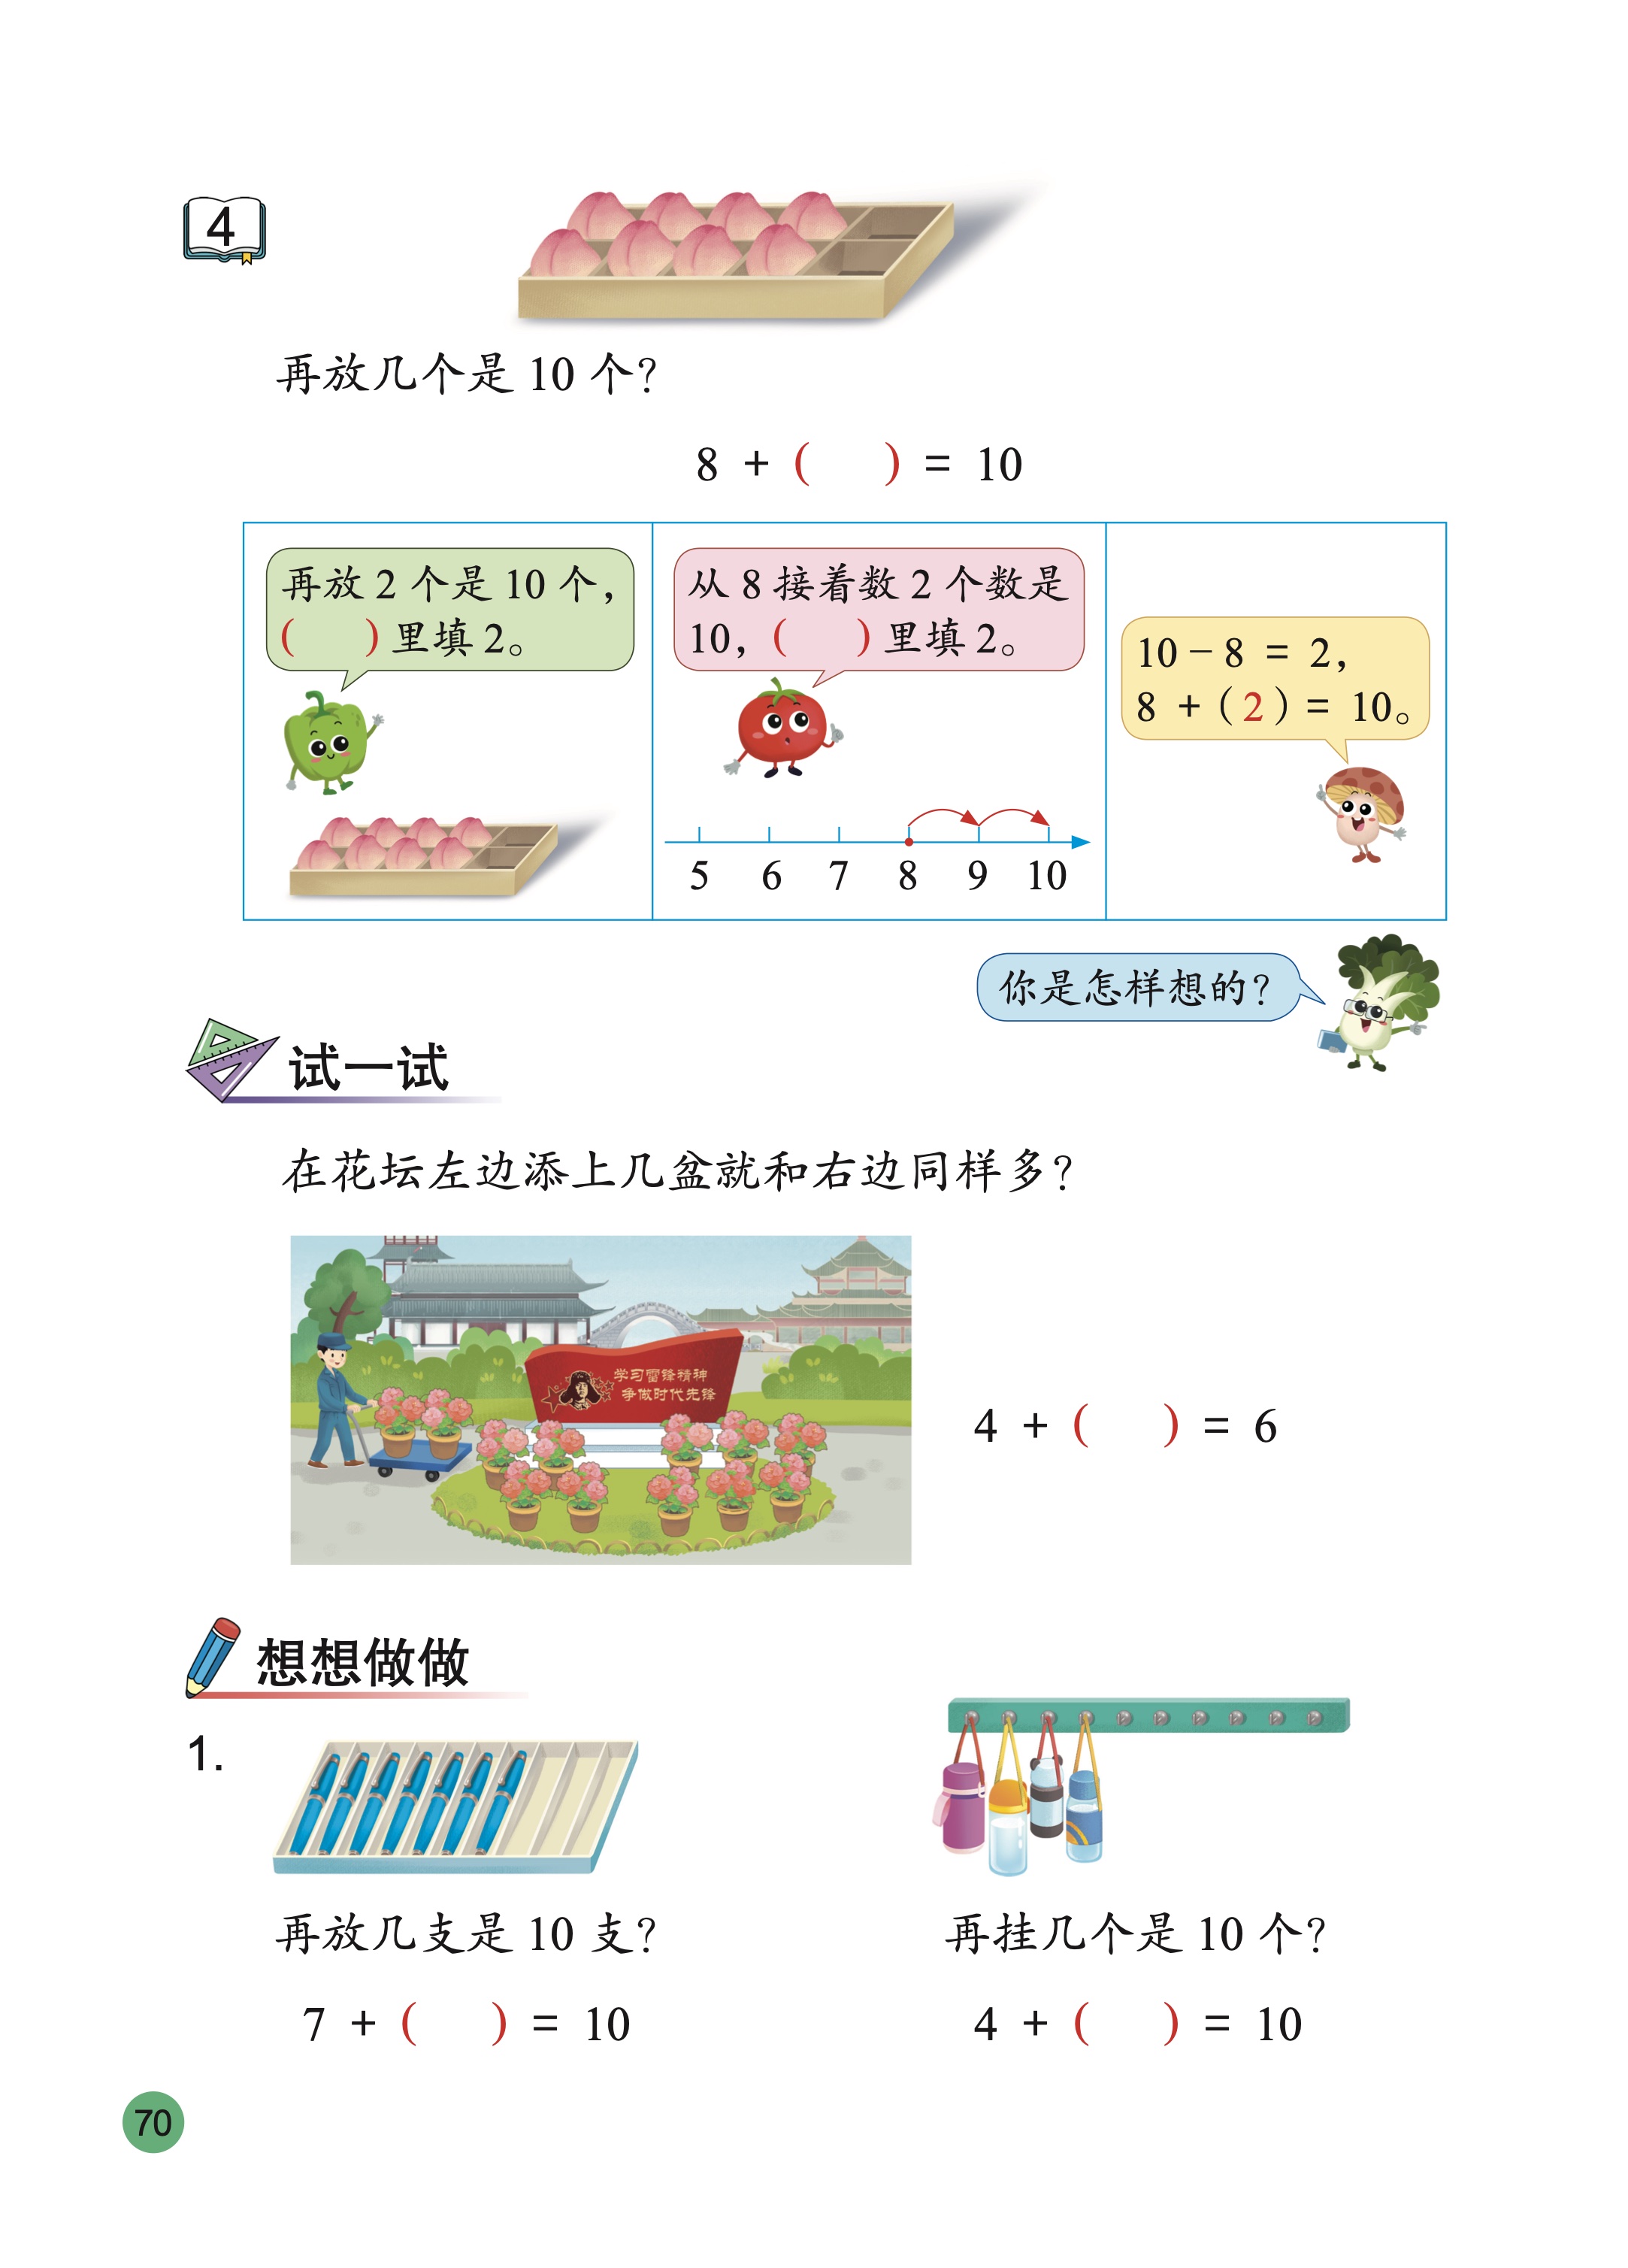 4
再放几个是 10 个？
8 + (    ) = 10
再放 2 个是 10 个，
(    ) 里填 2。
从 8 接着数 2 个数是
10，(    ) 里填 2。
5 6 7 8 9 10
10 − 8 = 2，
8 + ( 2 ) = 10。
你是怎样想的？
试一试
在花坛左边添上几盆就和右边同样多？
学习雷锋精神
争做时代先锋
4 + (    ) = 6
想想做做
1.
再放几支是 10 支？
7 + (    ) = 10
再挂几个是 10 个？
4 + (    ) = 10
70